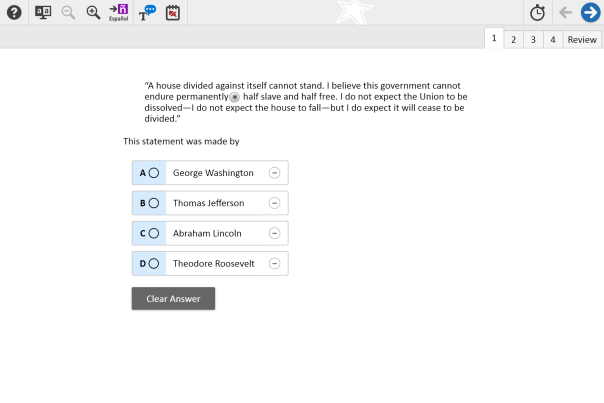 Español
1 2 3 4 Review
“A house divided against itself cannot stand. I believe this government cannot
endure permanently half slave and half free. I do not expect the Union to be
dissolved—I do not expect the house to fall—but I do expect it will cease to be
divided.”
This statement was made by
A George Washington
B Thomas Jefferson
C Abraham Lincoln
D Theodore Roosevelt
Clear Answer